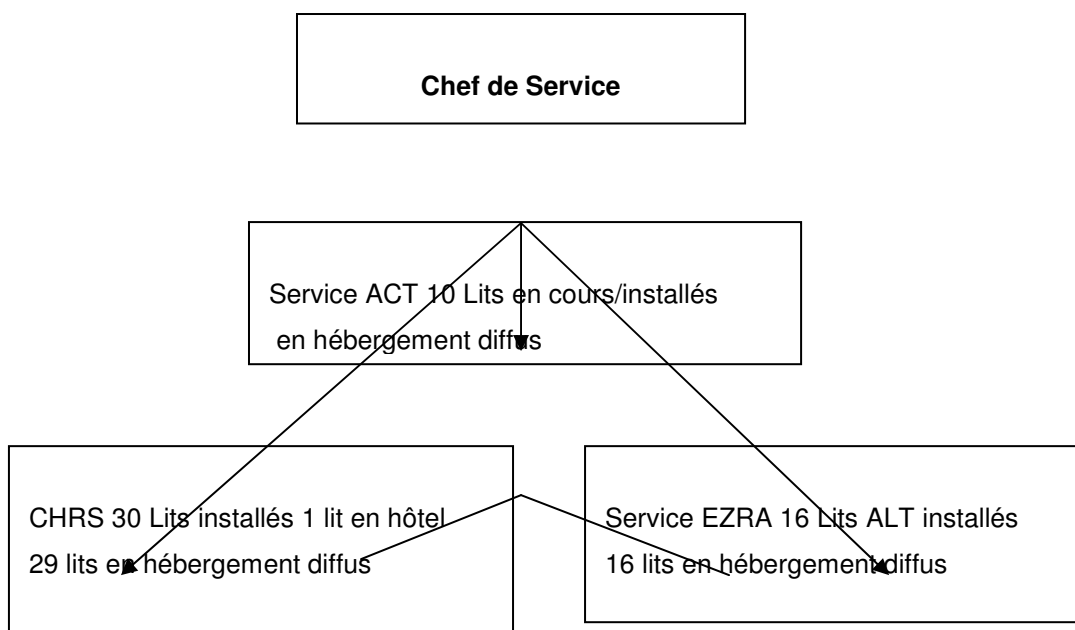 Chef de Service
Service ACT 10 Lits en cours/installés
en hébergement diffus
CHRS 30 Lits installés 1 lit en hôtel
29 lits en hébergement diffus
Service EZRA 16 Lits ALT installés
16 lits en hébergement diffus